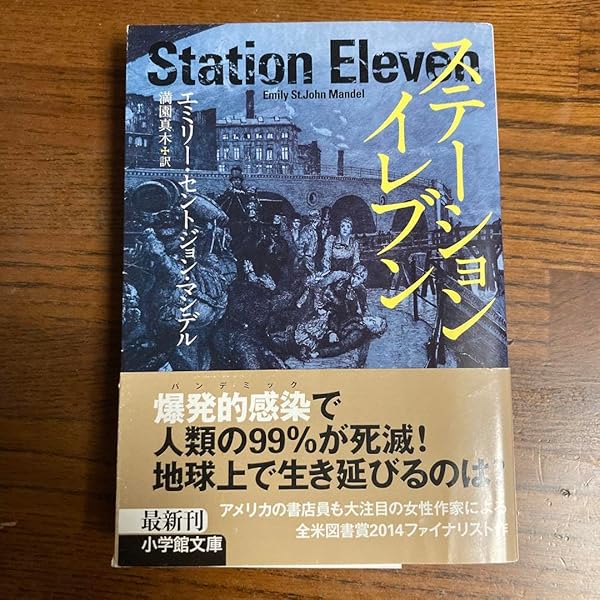 Station Eleven
Emily St.John Mandel
ステーション
イレブン
エミリー・セントジョン・マンデル
満園真木✢訳
パンデミック
爆発的感染で
人類の99%が死滅!
地球上で生き延びるのは?
アメリカの書店員も大注目の女性作家による
全米図書賞2014ファイナリスト作
最新刊
小学館文庫